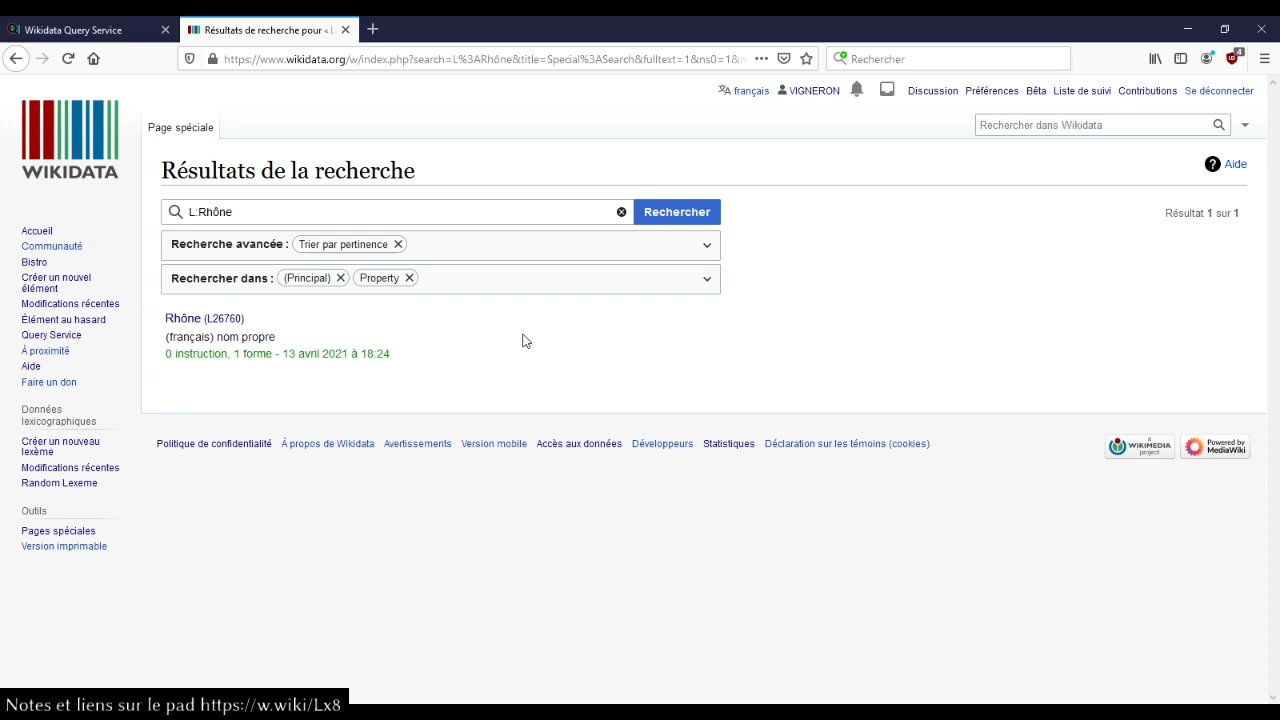 Wikidata Query Service
Résultats de recherche pour « L
https://www.wikidata.org/w/index.php?search=L%3ARhône&title=Special%3ASearch&fulltext=1&ns0=1&
Rechercher
4
français
VIGNERON
Discussion
Préférences
Bêta
Liste de suivi
Contributions
Se déconnecter
WIKIDATA
Page spéciale
Rechercher dans Wikidata
Résultats de la recherche
Aide
L:Rhône
Rechercher
Résultat 1 sur 1
Recherche avancée : Trier par pertinence
Rechercher dans : (Principal) Property
Rhône (L26760)
(français) nom propre
0 instruction, 1 forme - 13 avril 2021 à 18:24
Accueil
Communauté
Bistro
Créer un nouvel
élément
Modifications récentes
Élément au hasard
Query Service
À proximité
Aide
Faire un don
Données
lexicographiques
Créer un nouveau
lexème
Modifications récentes
Random Lexeme
Outils
Pages spéciales
Version imprimable
Politique de confidentialité
À propos de Wikidata
Avertissements
Version mobile
Accès aux données
Développeurs
Statistiques
Déclaration sur les témoins (cookies)
A
WIKIMEDIA
project
Powered by
MediaWiki
Notes et liens sur le pad https://w.wiki/Lx8